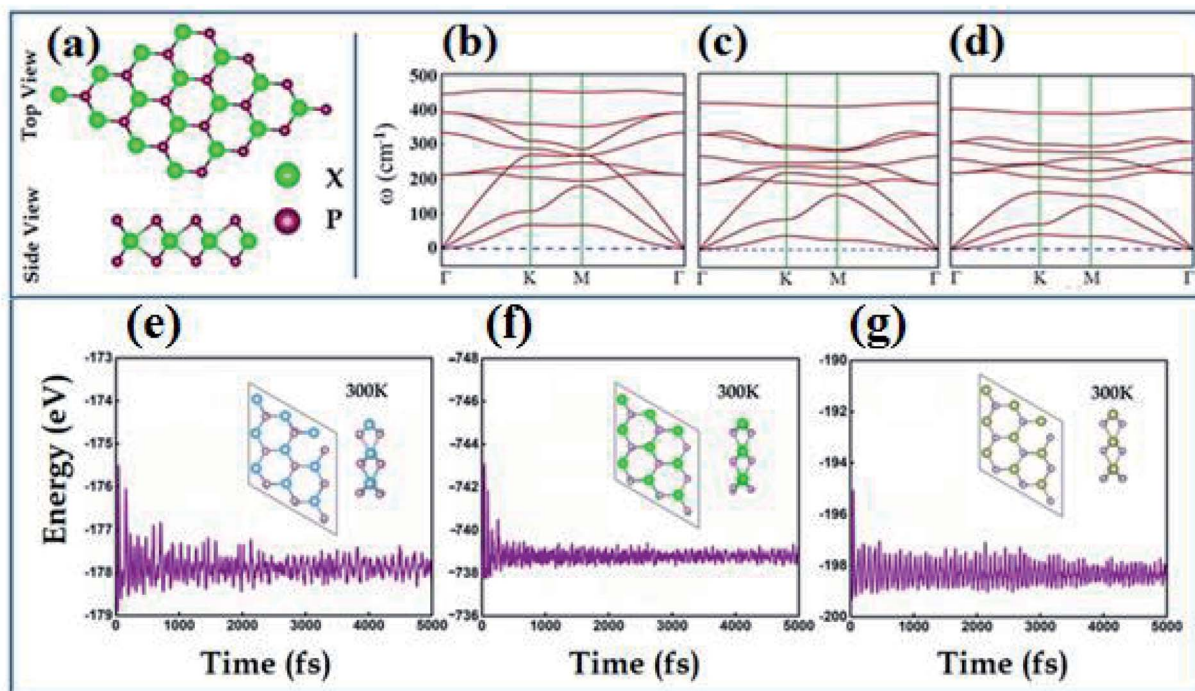 (a)
Top View
Side View
X
P
(b)
(c)
(d)
ω (cm⁻¹)
500
400
300
200
100
0
Γ K M Γ
Γ K M Γ
Γ K M Γ
(e)
Energy (eV)
-173
-174
-175
-176
-177
-178
-179
300K
0 1000 2000 3000 4000 5000
Time (fs)
(f)
-748
-746
-744
-742
-740
-738
-736
300K
0 1000 2000 3000 4000 5000
Time (fs)
(g)
-190
-192
-194
-196
-198
-200
300K
0 1000 2000 3000 4000 5000
Time (fs)